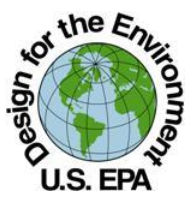 Design for the Environment
U.S. EPA